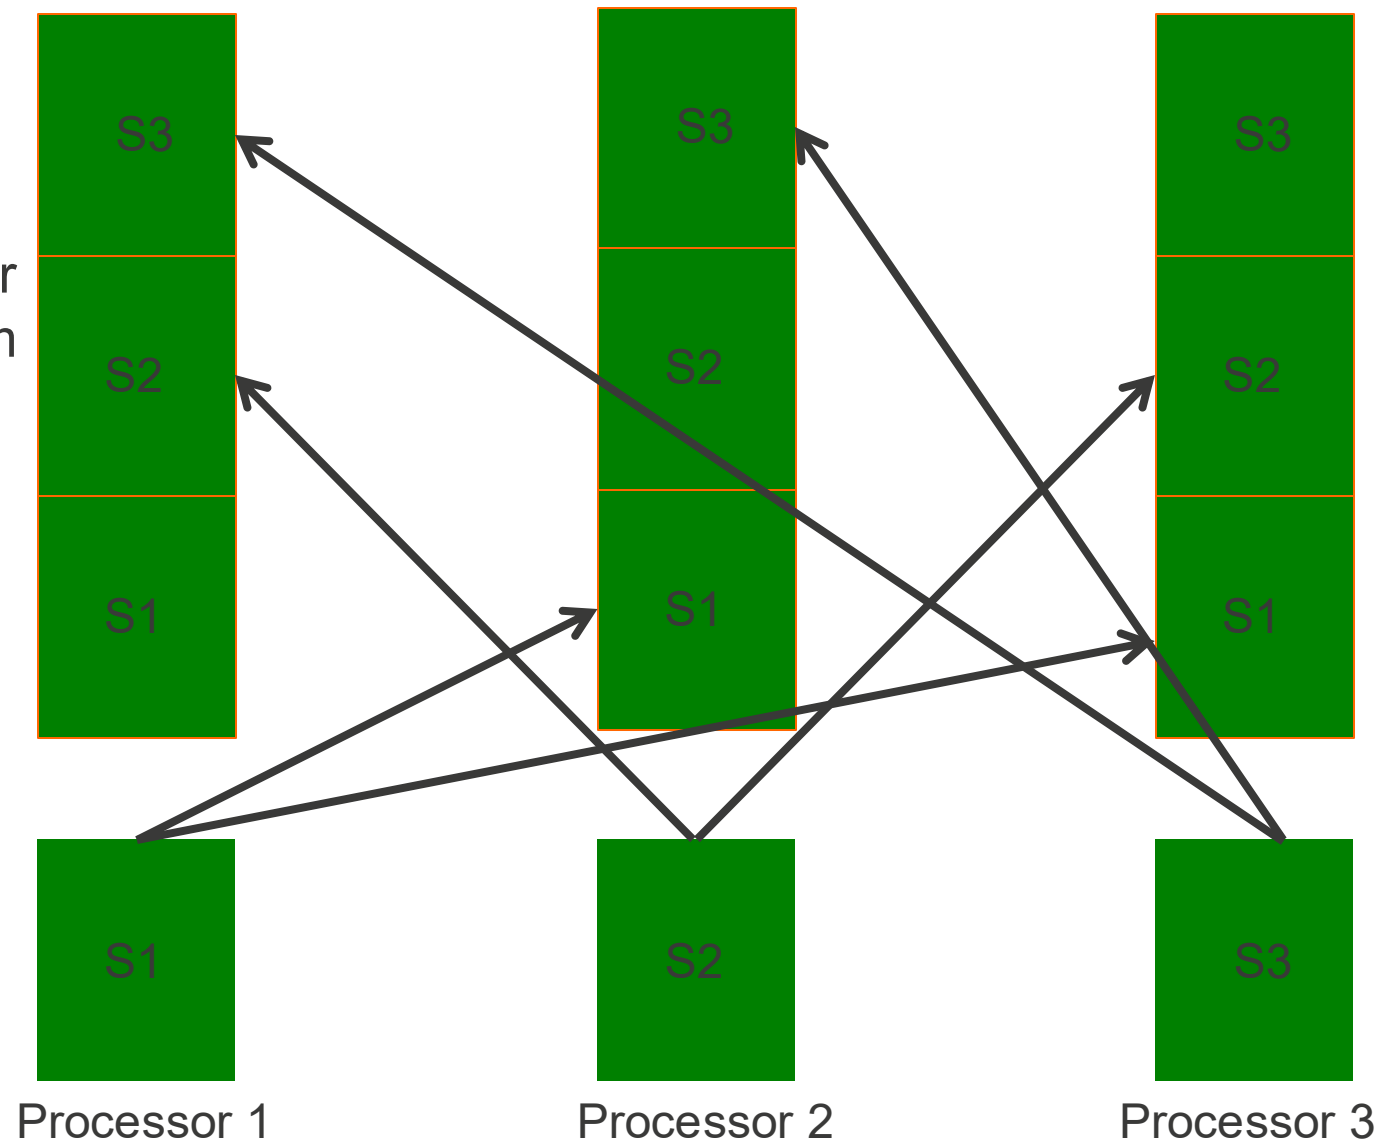 S3 S3 S3
S2 S2 S2
S1 S1 S1
S1 S2 S3
Processor 1 Processor 2 Processor 3